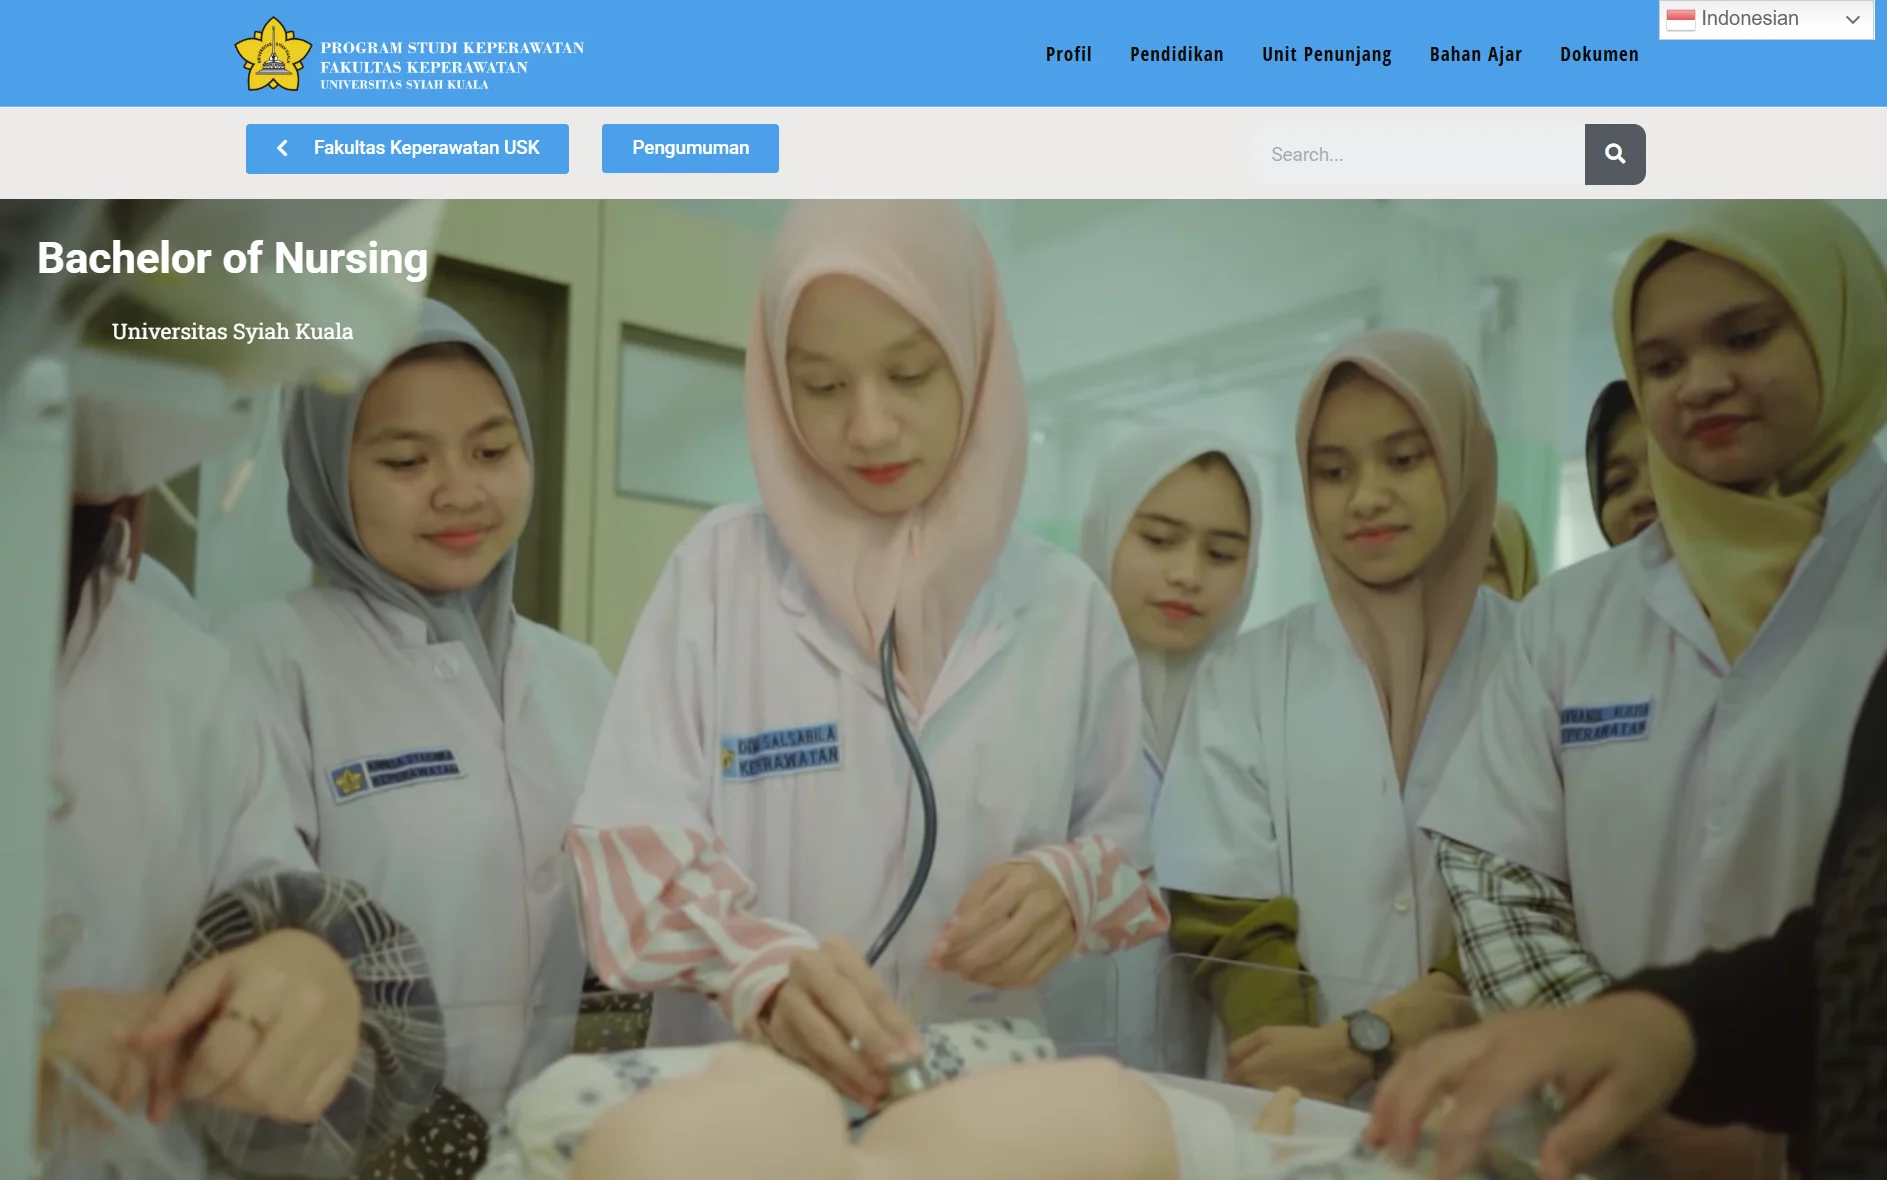 PROGRAM STUDI KEPERAWATAN
FAKULTAS KEPERAWATAN
UNIVERSITAS SYIAH KUALA
Profil
Pendidikan
Unit Penunjang
Bahan Ajar
Dokumen
Indonesian
Fakultas Keperawatan USK
Pengumuman
Search...
Bachelor of Nursing
Universitas Syiah Kuala
SALSABILA
KEPERAWATAN
KEPERAWATAN